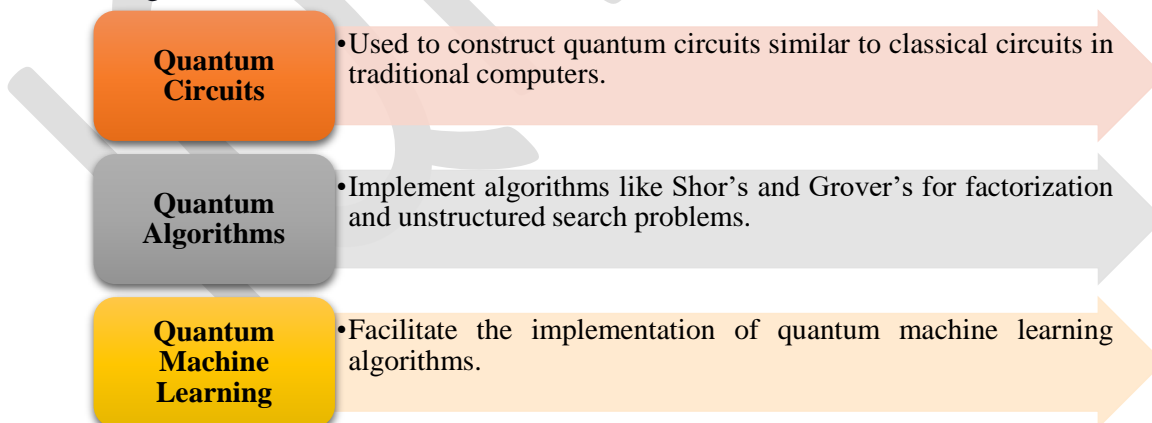 Quantum
Circuits
•Used to construct quantum circuits similar to classical circuits in
traditional computers.
Quantum
Algorithms
•Implement algorithms like Shor’s and Grover’s for factorization
and unstructured search problems.
Quantum
Machine
Learning
•Facilitate the implementation of quantum machine learning
algorithms.